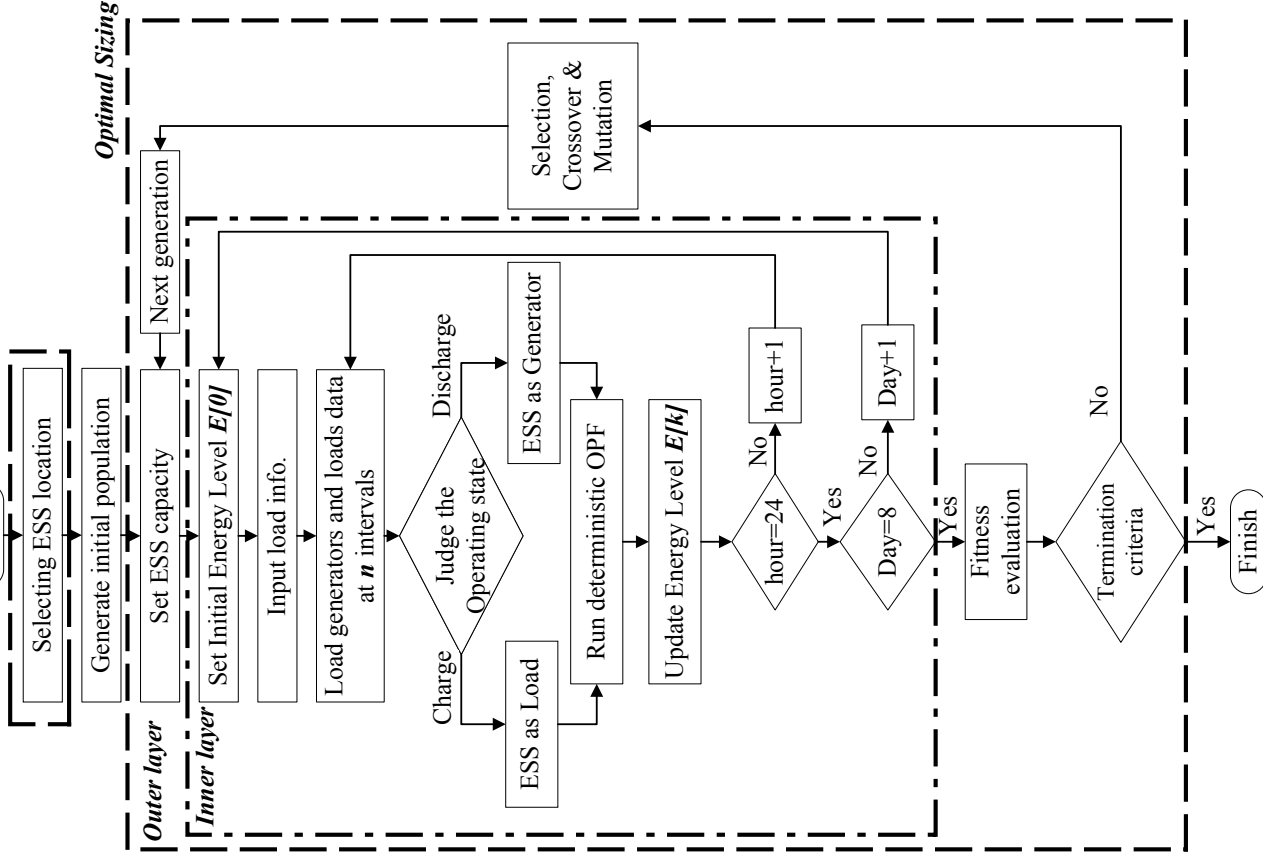 Selecting ESS location
Generate initial population
Optimal Sizing
Outer layer
Set ESS capacity
Next generation
Inner layer
Set Initial Energy Level E[0]
Input load info.
Load generators and loads data
at n intervals
Judge the
Operating state
Charge
Discharge
ESS as Load
ESS as Generator
Selection,
Crossover &
Mutation
Run deterministic OPF
Update Energy Level E[k]
hour=24
No
hour+1
Yes
Day=8
No
Day+1
Yes
Fitness
evaluation
Termination
criteria
No
Yes
Finish